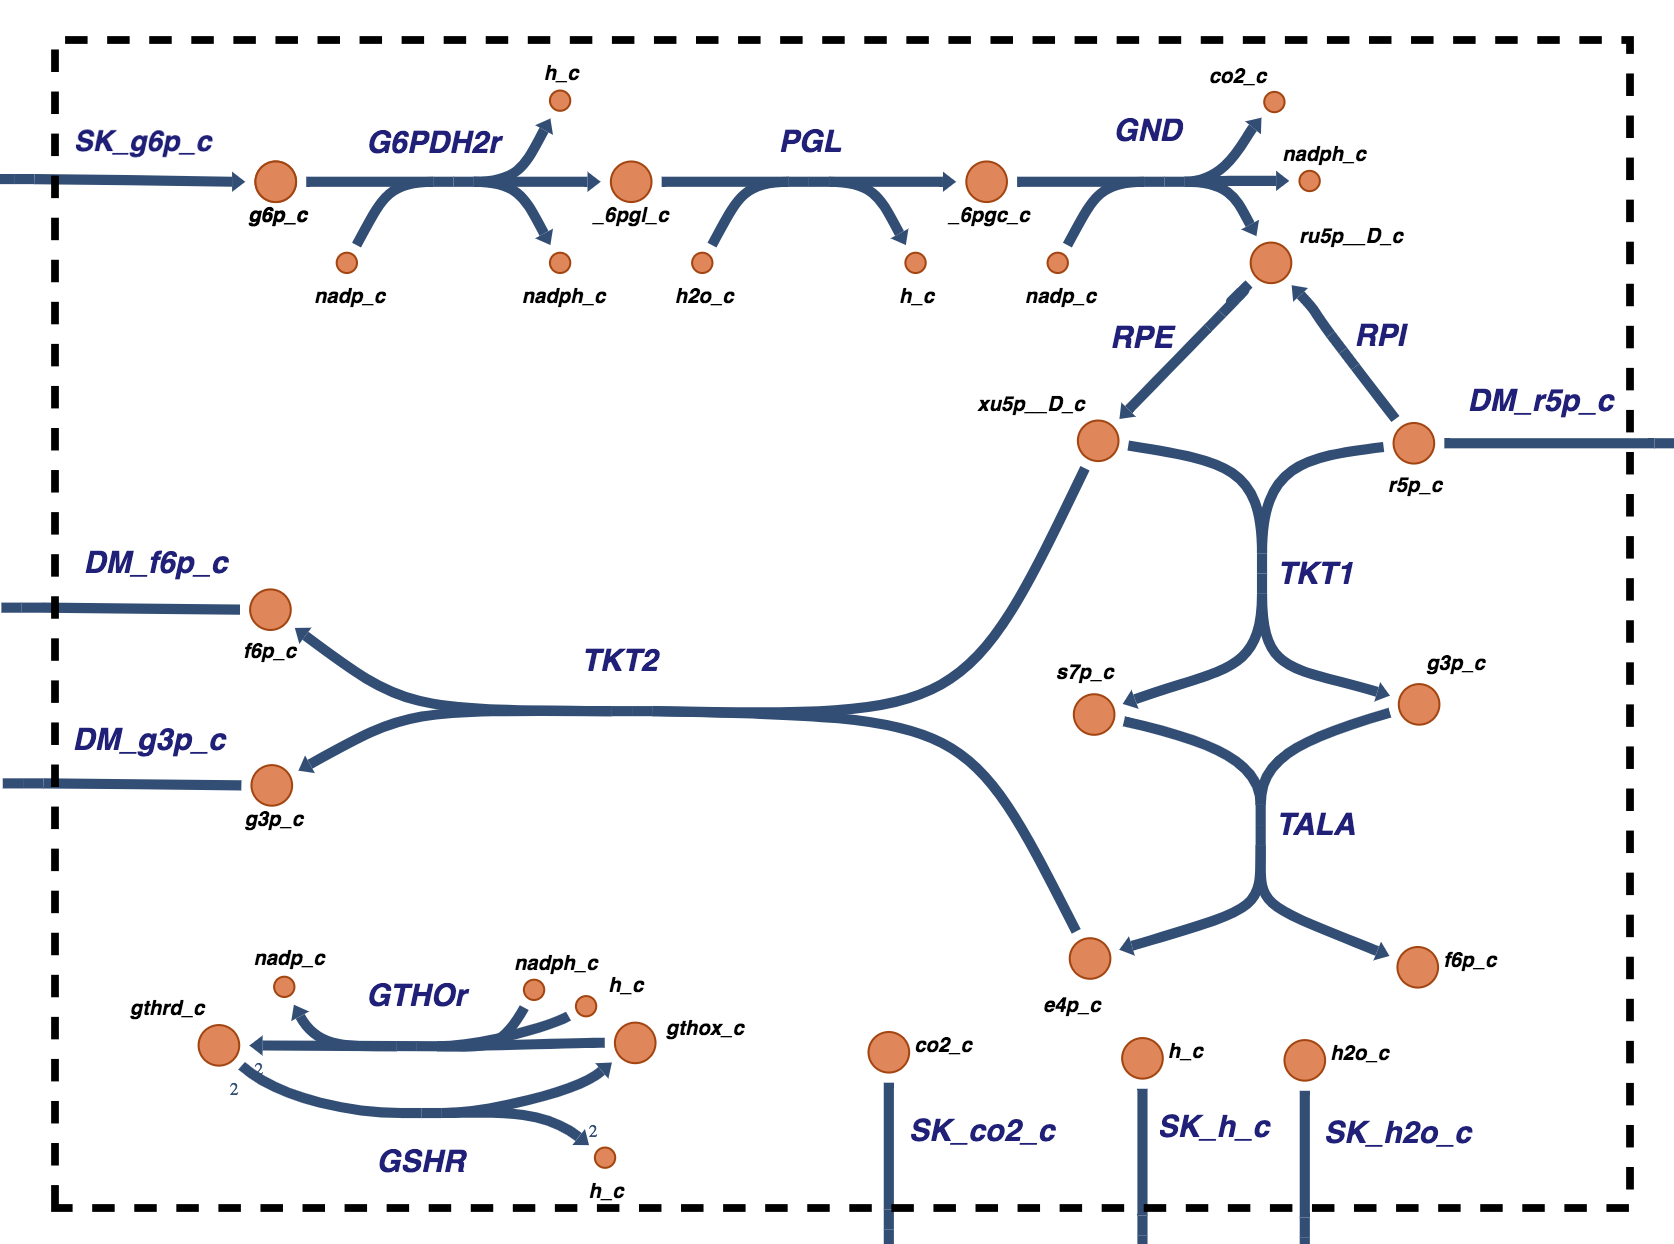 h_c
co2_c
SK_g6p_c
G6PDH2r
PGL
GND
nadph_c
g6p_c
_6pgl_c
_6pgc_c
ru5p__D_c
nadp_c
nadph_c
h2o_c
h_c
nadp_c
RPE
RPI
xu5p__D_c
DM_r5p_c
r5p_c
DM_f6p_c
TKT1
f6p_c
TKT2
s7p_c
g3p_c
DM_g3p_c
g3p_c
TALA
nadp_c
nadph_c
f6p_c
GTHOr
h_c
gthrd_c
e4p_c
gthox_c
co2_c
h_c
h2o_c
2
2
SK_co2_c
SK_h_c
SK_h2o_c
2
GSHR
h_c